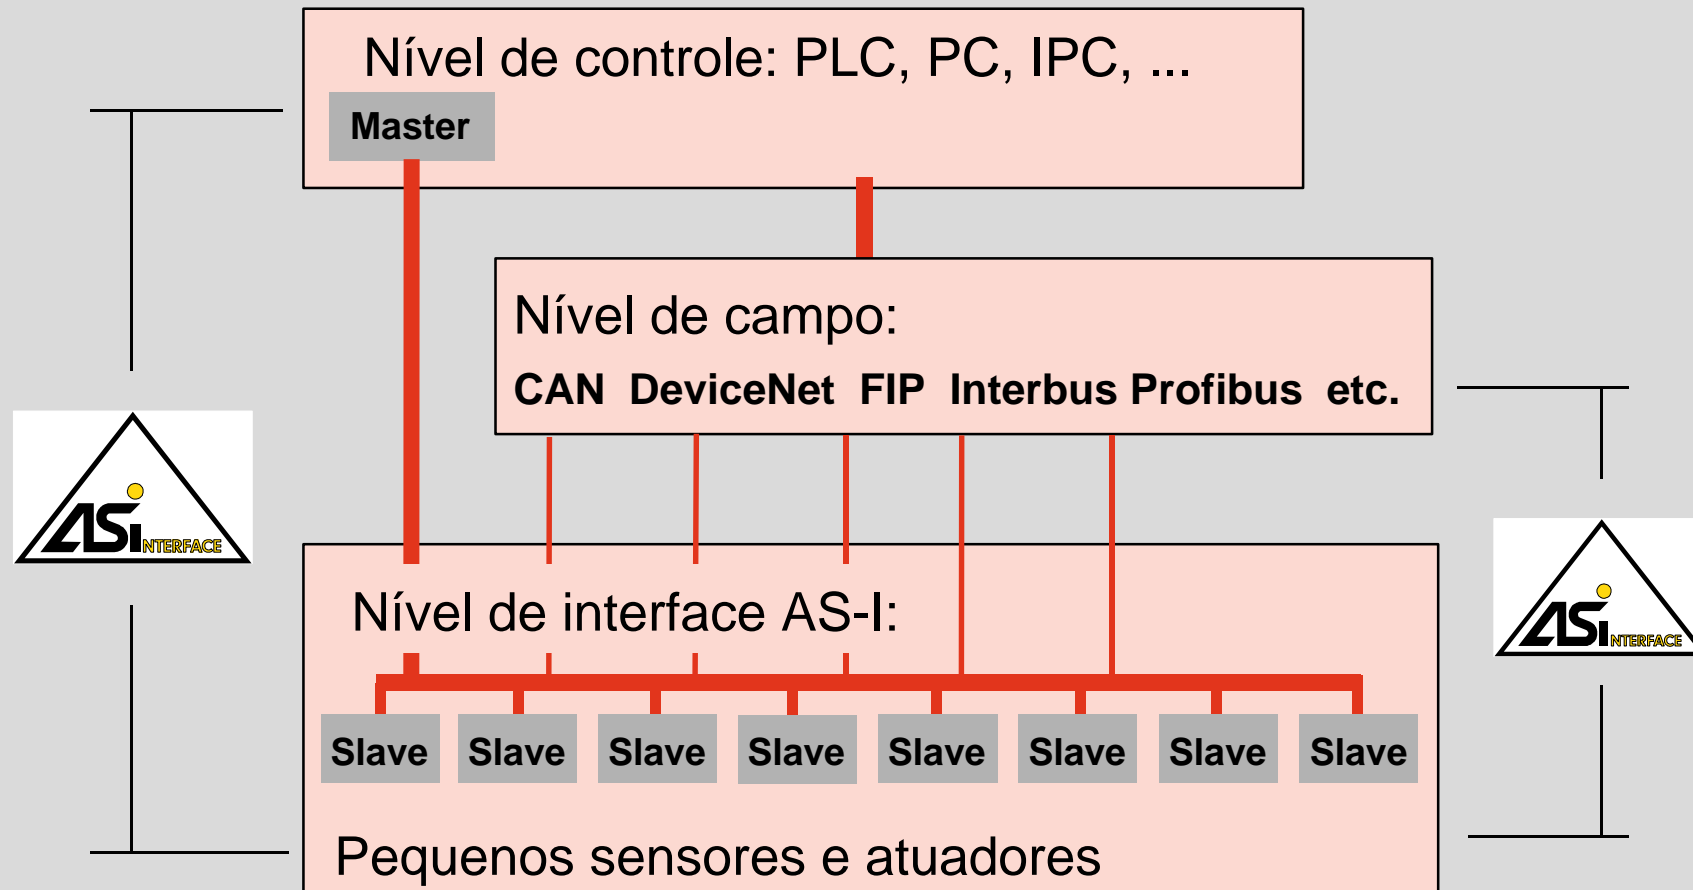 Nível de controle: PLC, PC, IPC, ...
Master
Nível de campo:
CAN DeviceNet FIP Interbus Profibus etc.
ASi NTERFACE
ASi NTERFACE
Nível de interface AS-I:
Slave Slave Slave Slave Slave Slave Slave Slave
Pequenos sensores e atuadores